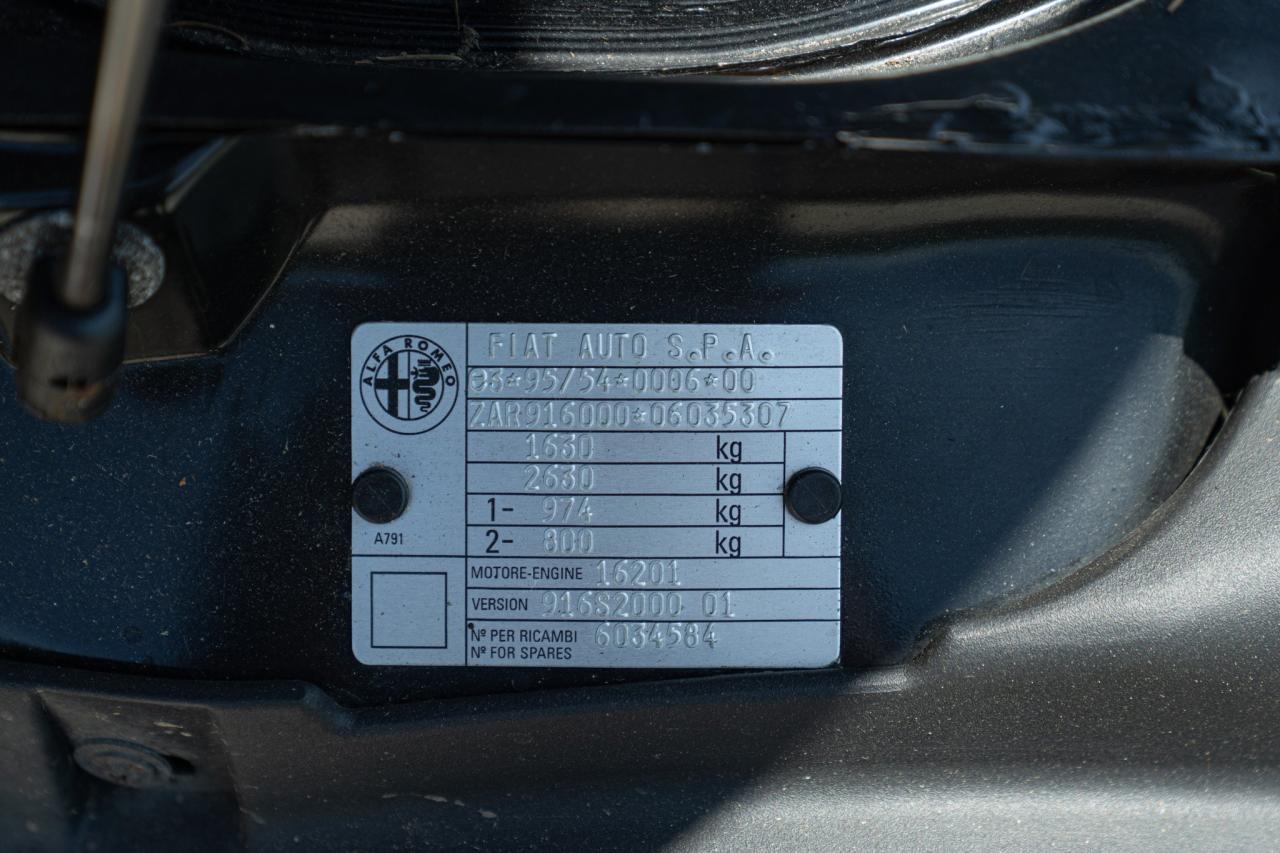 ALFA ROMEO
FIAT AUTO S.P.A.
e3*95/54*0006*00
ZAR916000*06035307
1630 kg
2630 kg
1- 974 kg
2- 800 kg
A791
MOTORE-ENGINE 16201
VERSION 916S2000 01
Nº PER RICAMBI 6034584
Nº FOR SPARES